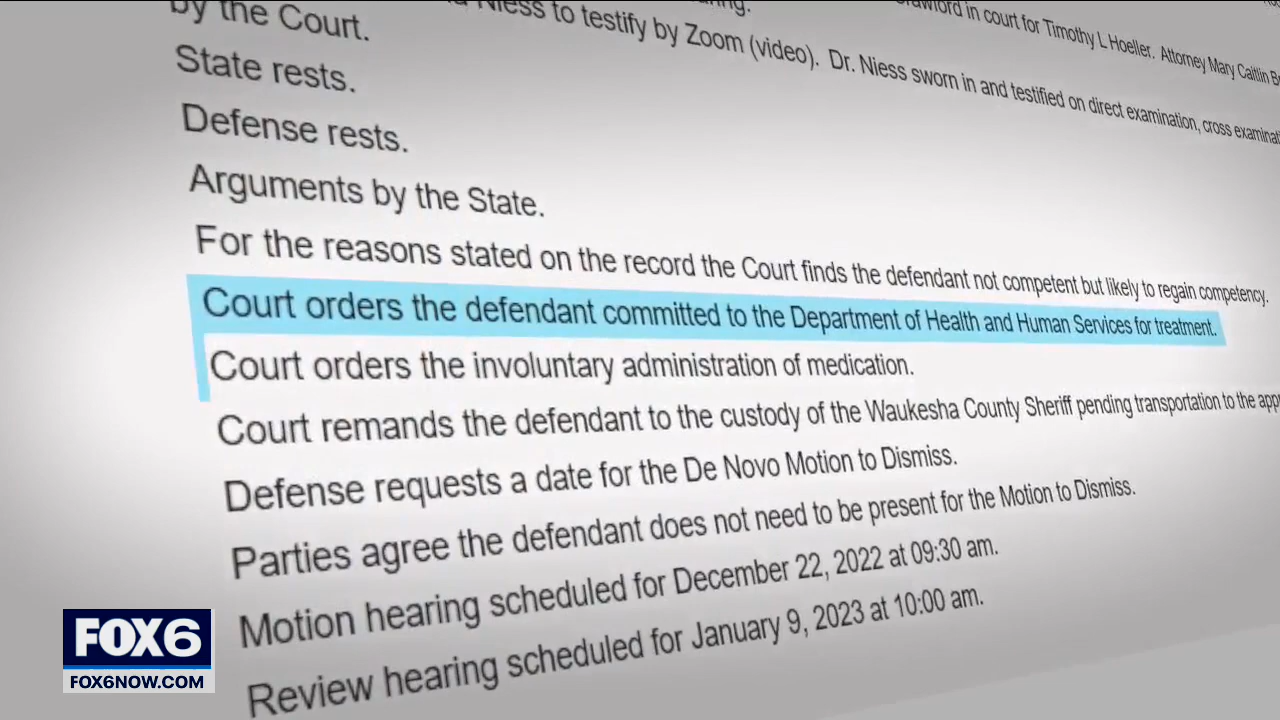 by the Court.
Niess to testify by Zoom (video). Dr. Niess sworn in and testified on direct examination, cross
in court for Timothy L Hoeller. Attorney Mary Caitlin
State rests.
Defense rests.
Arguments by the State.
For the reasons stated on the record the Court finds the defendant not competent but likely to regain competency.
Court orders the defendant committed to the Department of Health and Human Services for treatment.
Court orders the involuntary administration of medication.
Court remands the defendant to the custody of the Waukesha County Sheriff pending transportation to the
Defense requests a date for the De Novo Motion to Dismiss.
Parties agree the defendant does not need to be present for the Motion to Dismiss.
Motion hearing scheduled for December 22, 2022 at 09:30 am.
Review hearing scheduled for January 9, 2023 at 10:00 am.
FOX6
FOX6NOW.COM